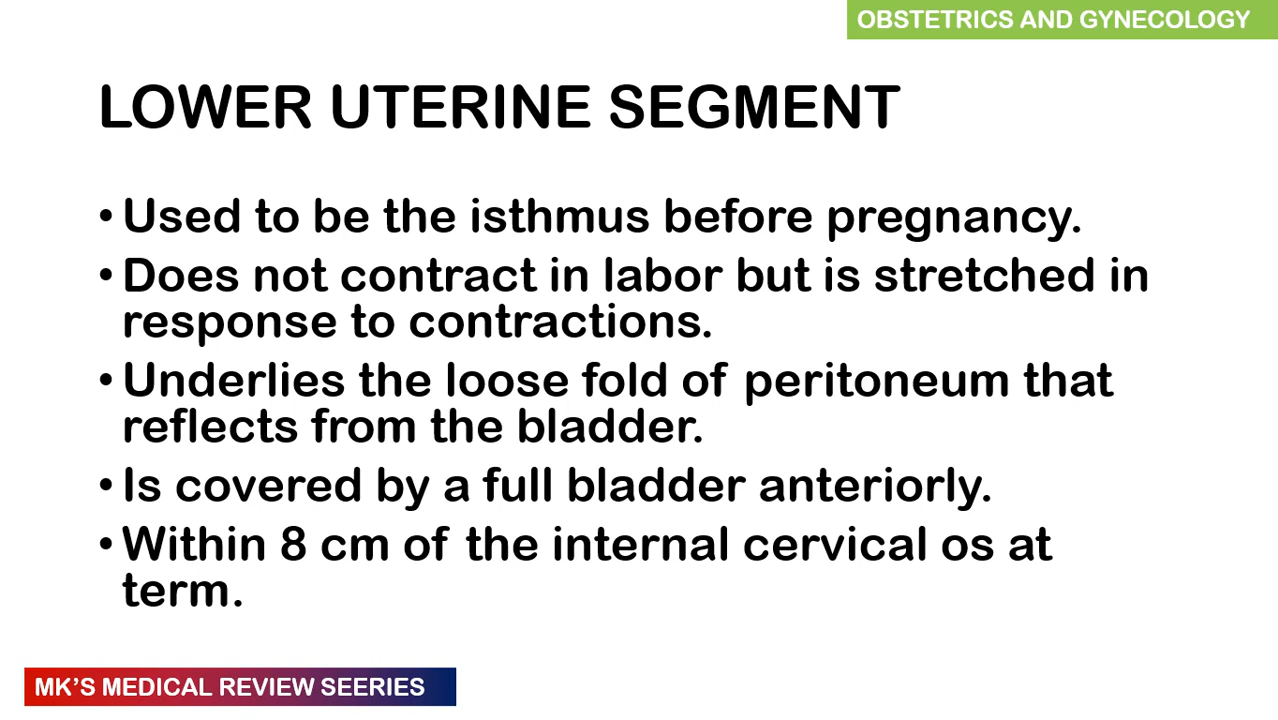 OBSTETRICS AND GYNECOLOGY
LOWER UTERINE SEGMENT
• Used to be the isthmus before pregnancy.
• Does not contract in labor but is stretched in
response to contractions.
• Underlies the loose fold of peritoneum that
reflects from the bladder.
• Is covered by a full bladder anteriorly.
• Within 8 cm of the internal cervical os at
term.
MK'S MEDICAL REVIEW SEERIES